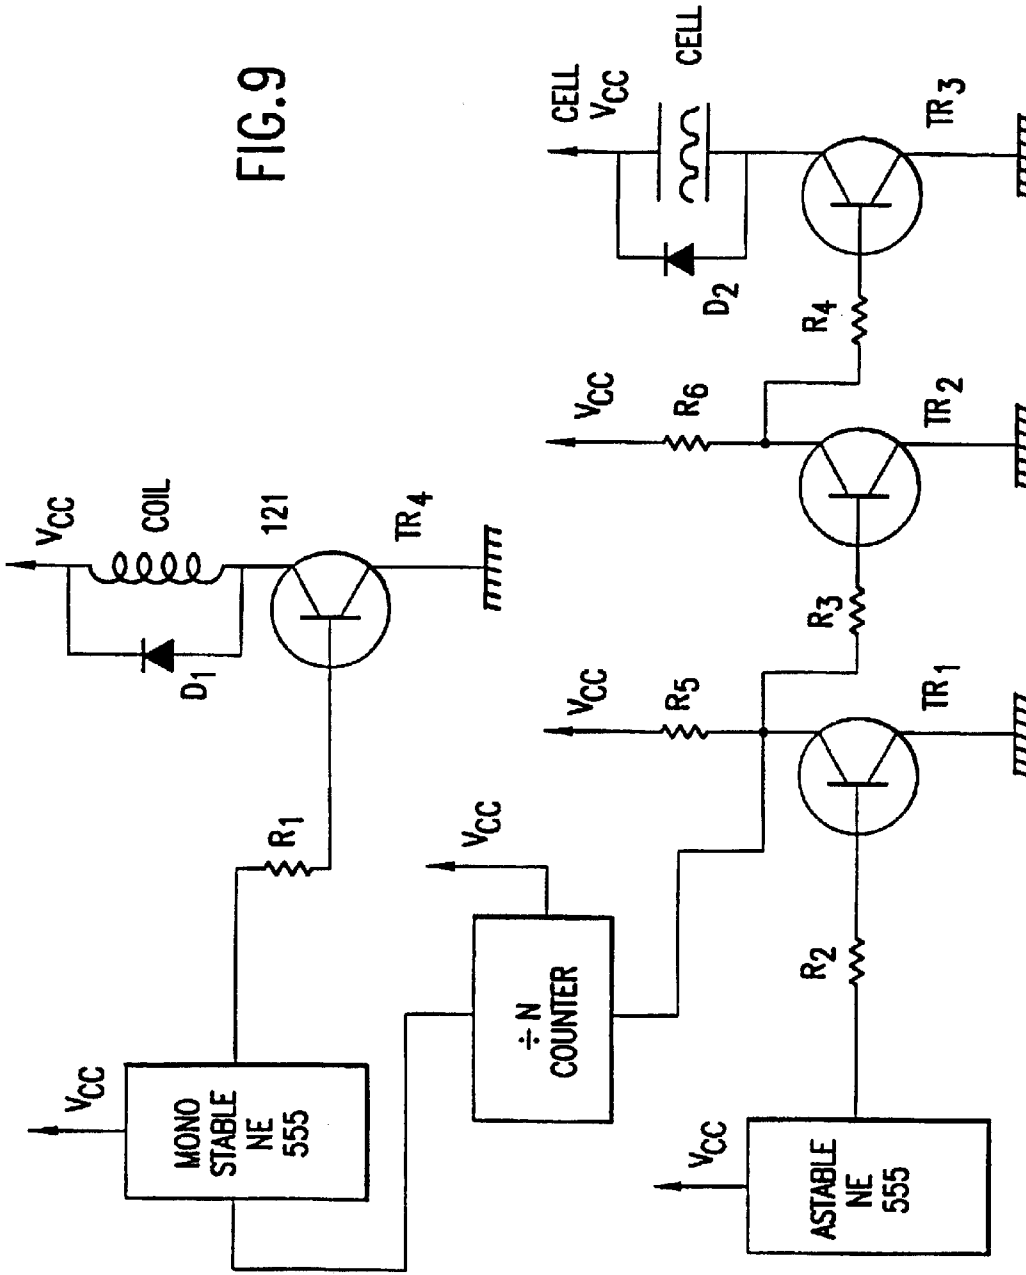 FIG.9
VCC
COIL
121
D1
TR4
R1
VCC
MONO
STABLE
NE
555
VCC
÷ N
COUNTER
CELL
VCC
CELL
D2
TR3
R4
VCC
R6
TR2
R3
VCC
R5
TR1
R2
VCC
ASTABLE
NE
555